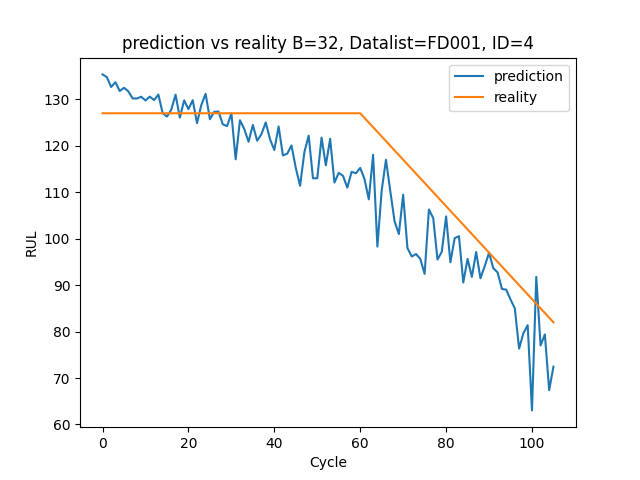 prediction vs reality B=32, Datalist=FD001, ID=4
prediction
reality
130
120
110
100
90
80
70
60
RUL
0 20 40 60 80 100
Cycle